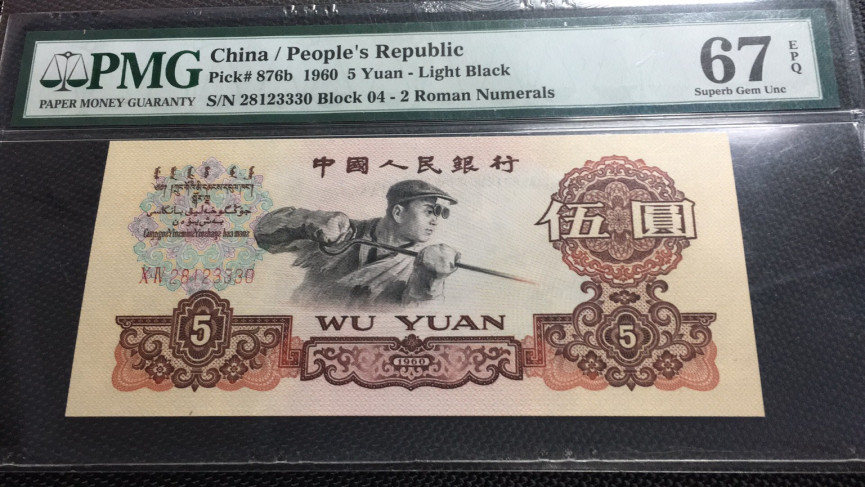 PMG
PAPER MONEY GUARANTY
China / People's Republic
Pick# 876b 1960 5 Yuan - Light Black
S/N 28123330 Block 04 - 2 Roman Numerals
67
EPQ
Superb Gem Unc
中國人民銀行
伍圓
X IV 28123330
5
WU YUAN
5
1960